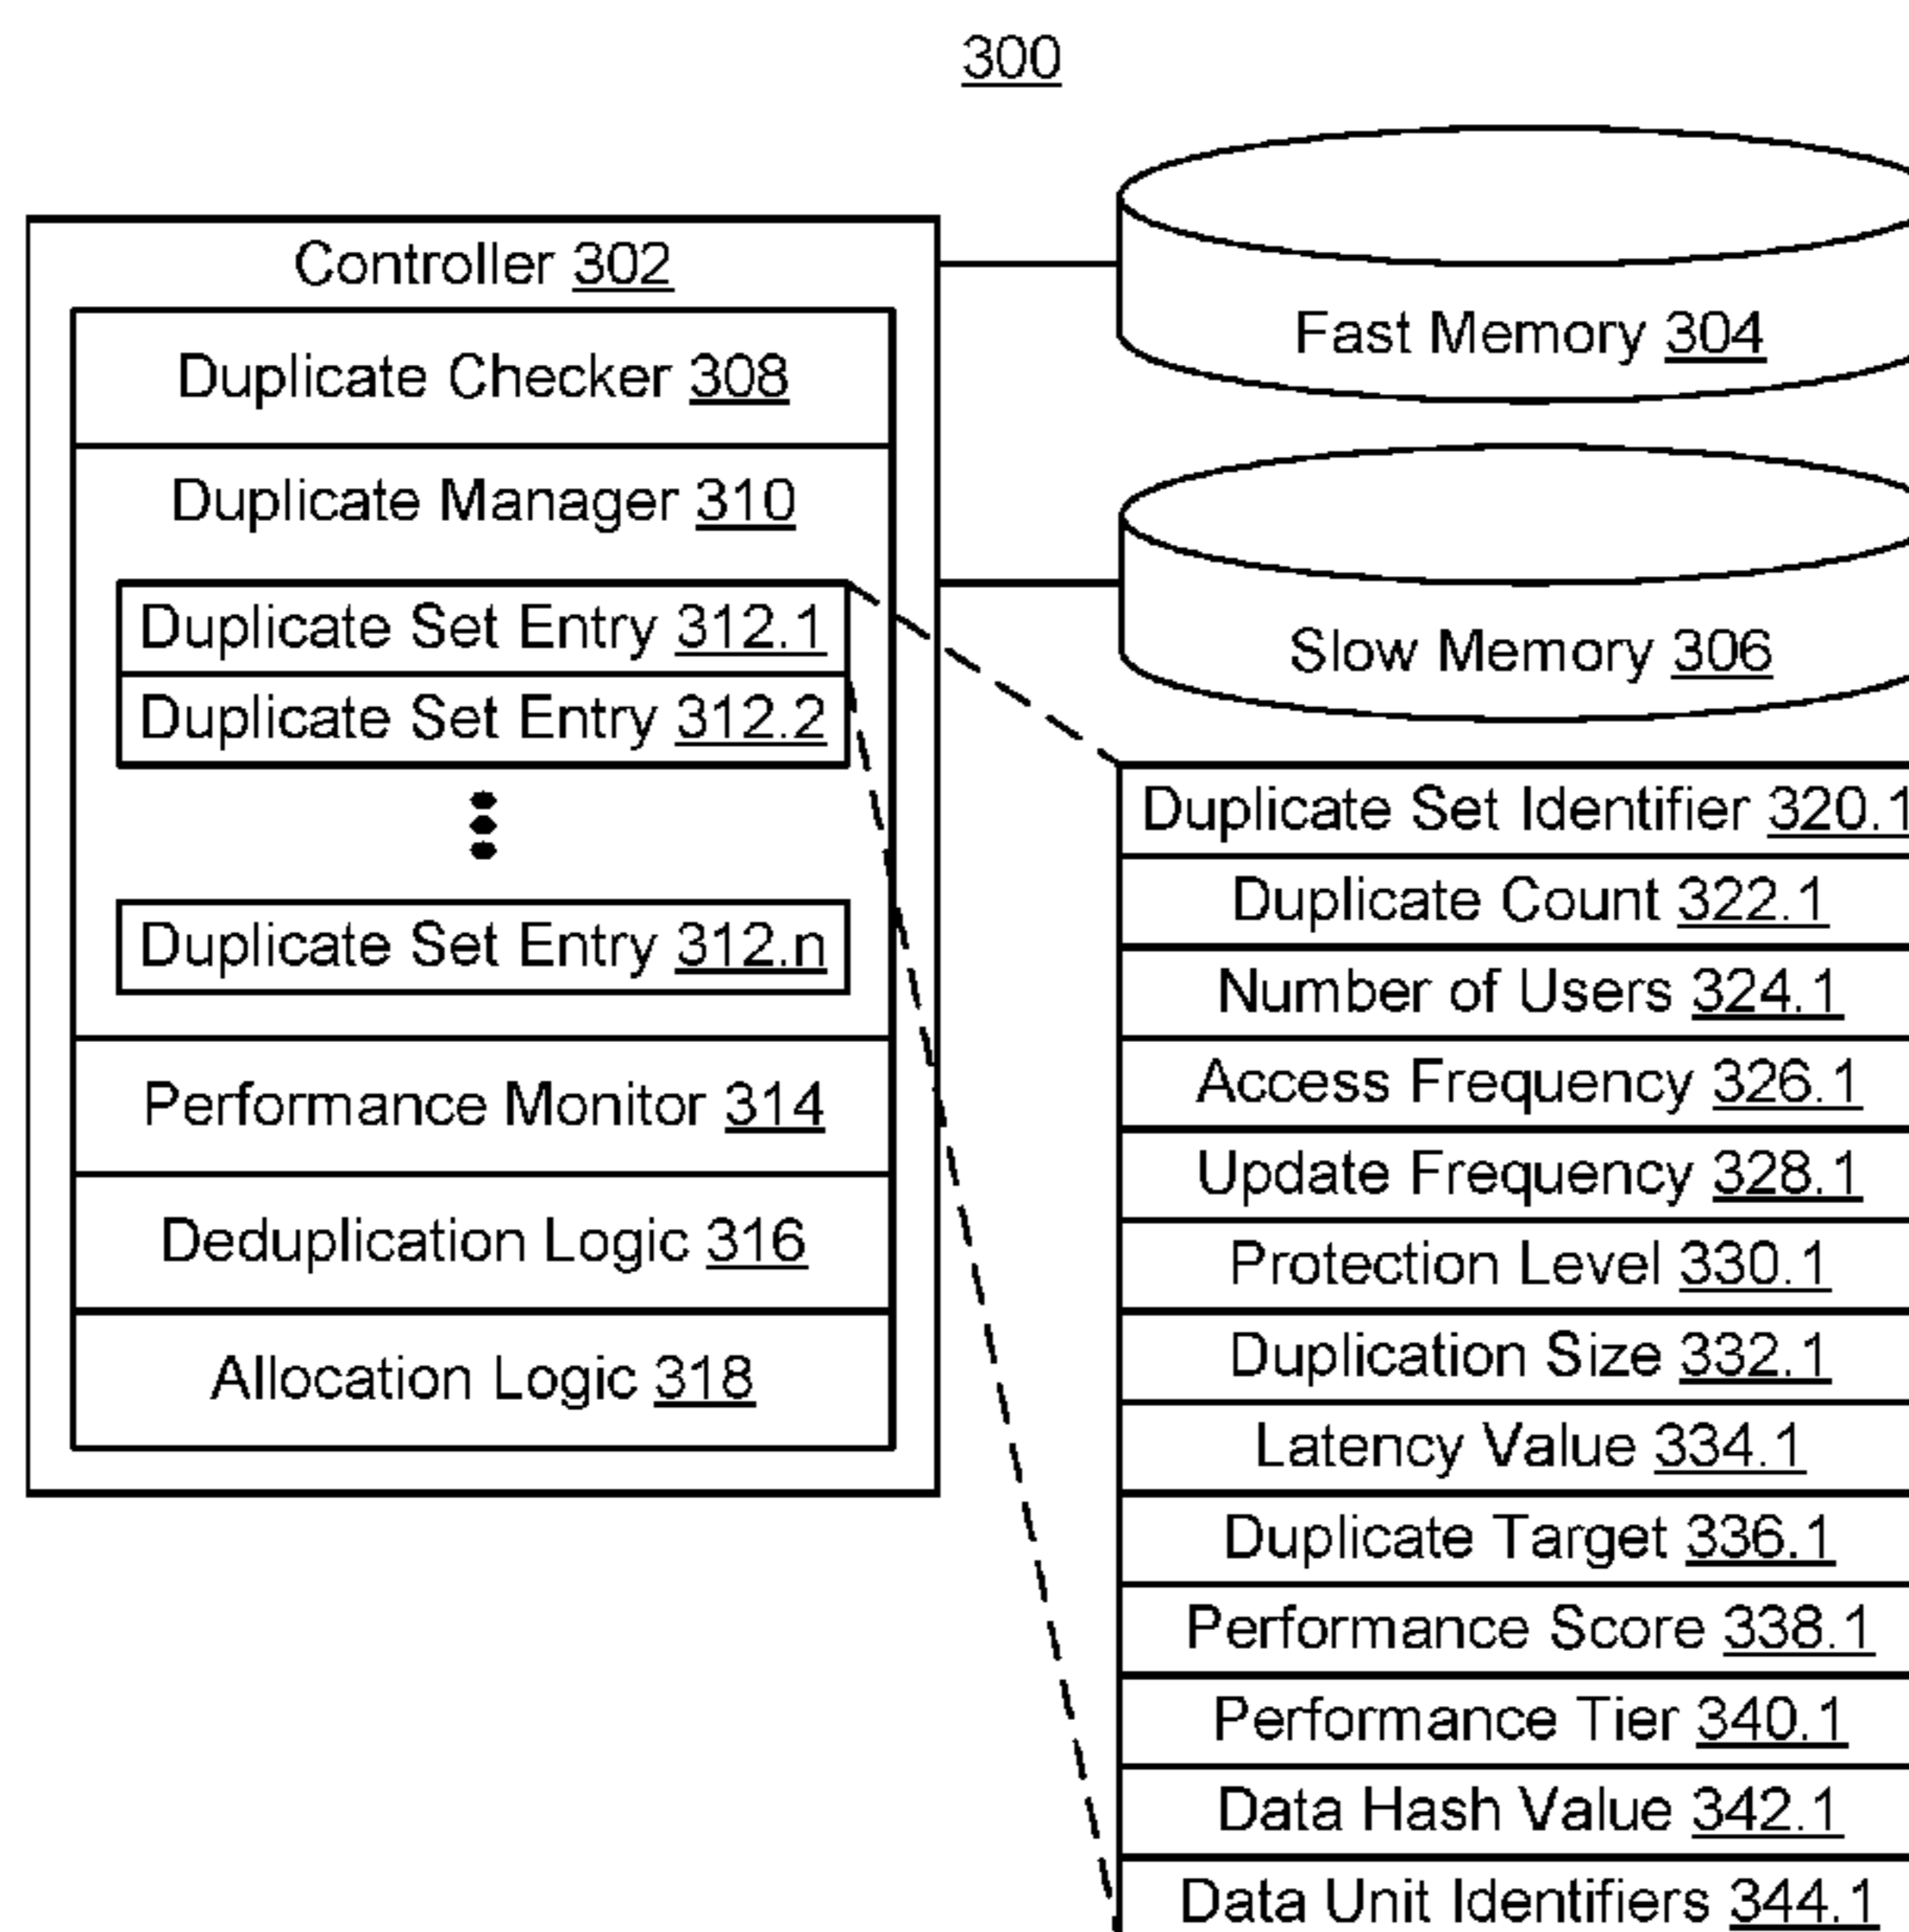 300
Controller 302
Duplicate Checker 308
Duplicate Manager 310
Duplicate Set Entry 312.1
Duplicate Set Entry 312.2
Duplicate Set Entry 312.n
Performance Monitor 314
Deduplication Logic 316
Allocation Logic 318
Fast Memory 304
Slow Memory 306
Duplicate Set Identifier 320.1
Duplicate Count 322.1
Number of Users 324.1
Access Frequency 326.1
Update Frequency 328.1
Protection Level 330.1
Duplication Size 332.1
Latency Value 334.1
Duplicate Target 336.1
Performance Score 338.1
Performance Tier 340.1
Data Hash Value 342.1
Data Unit Identifiers 344.1